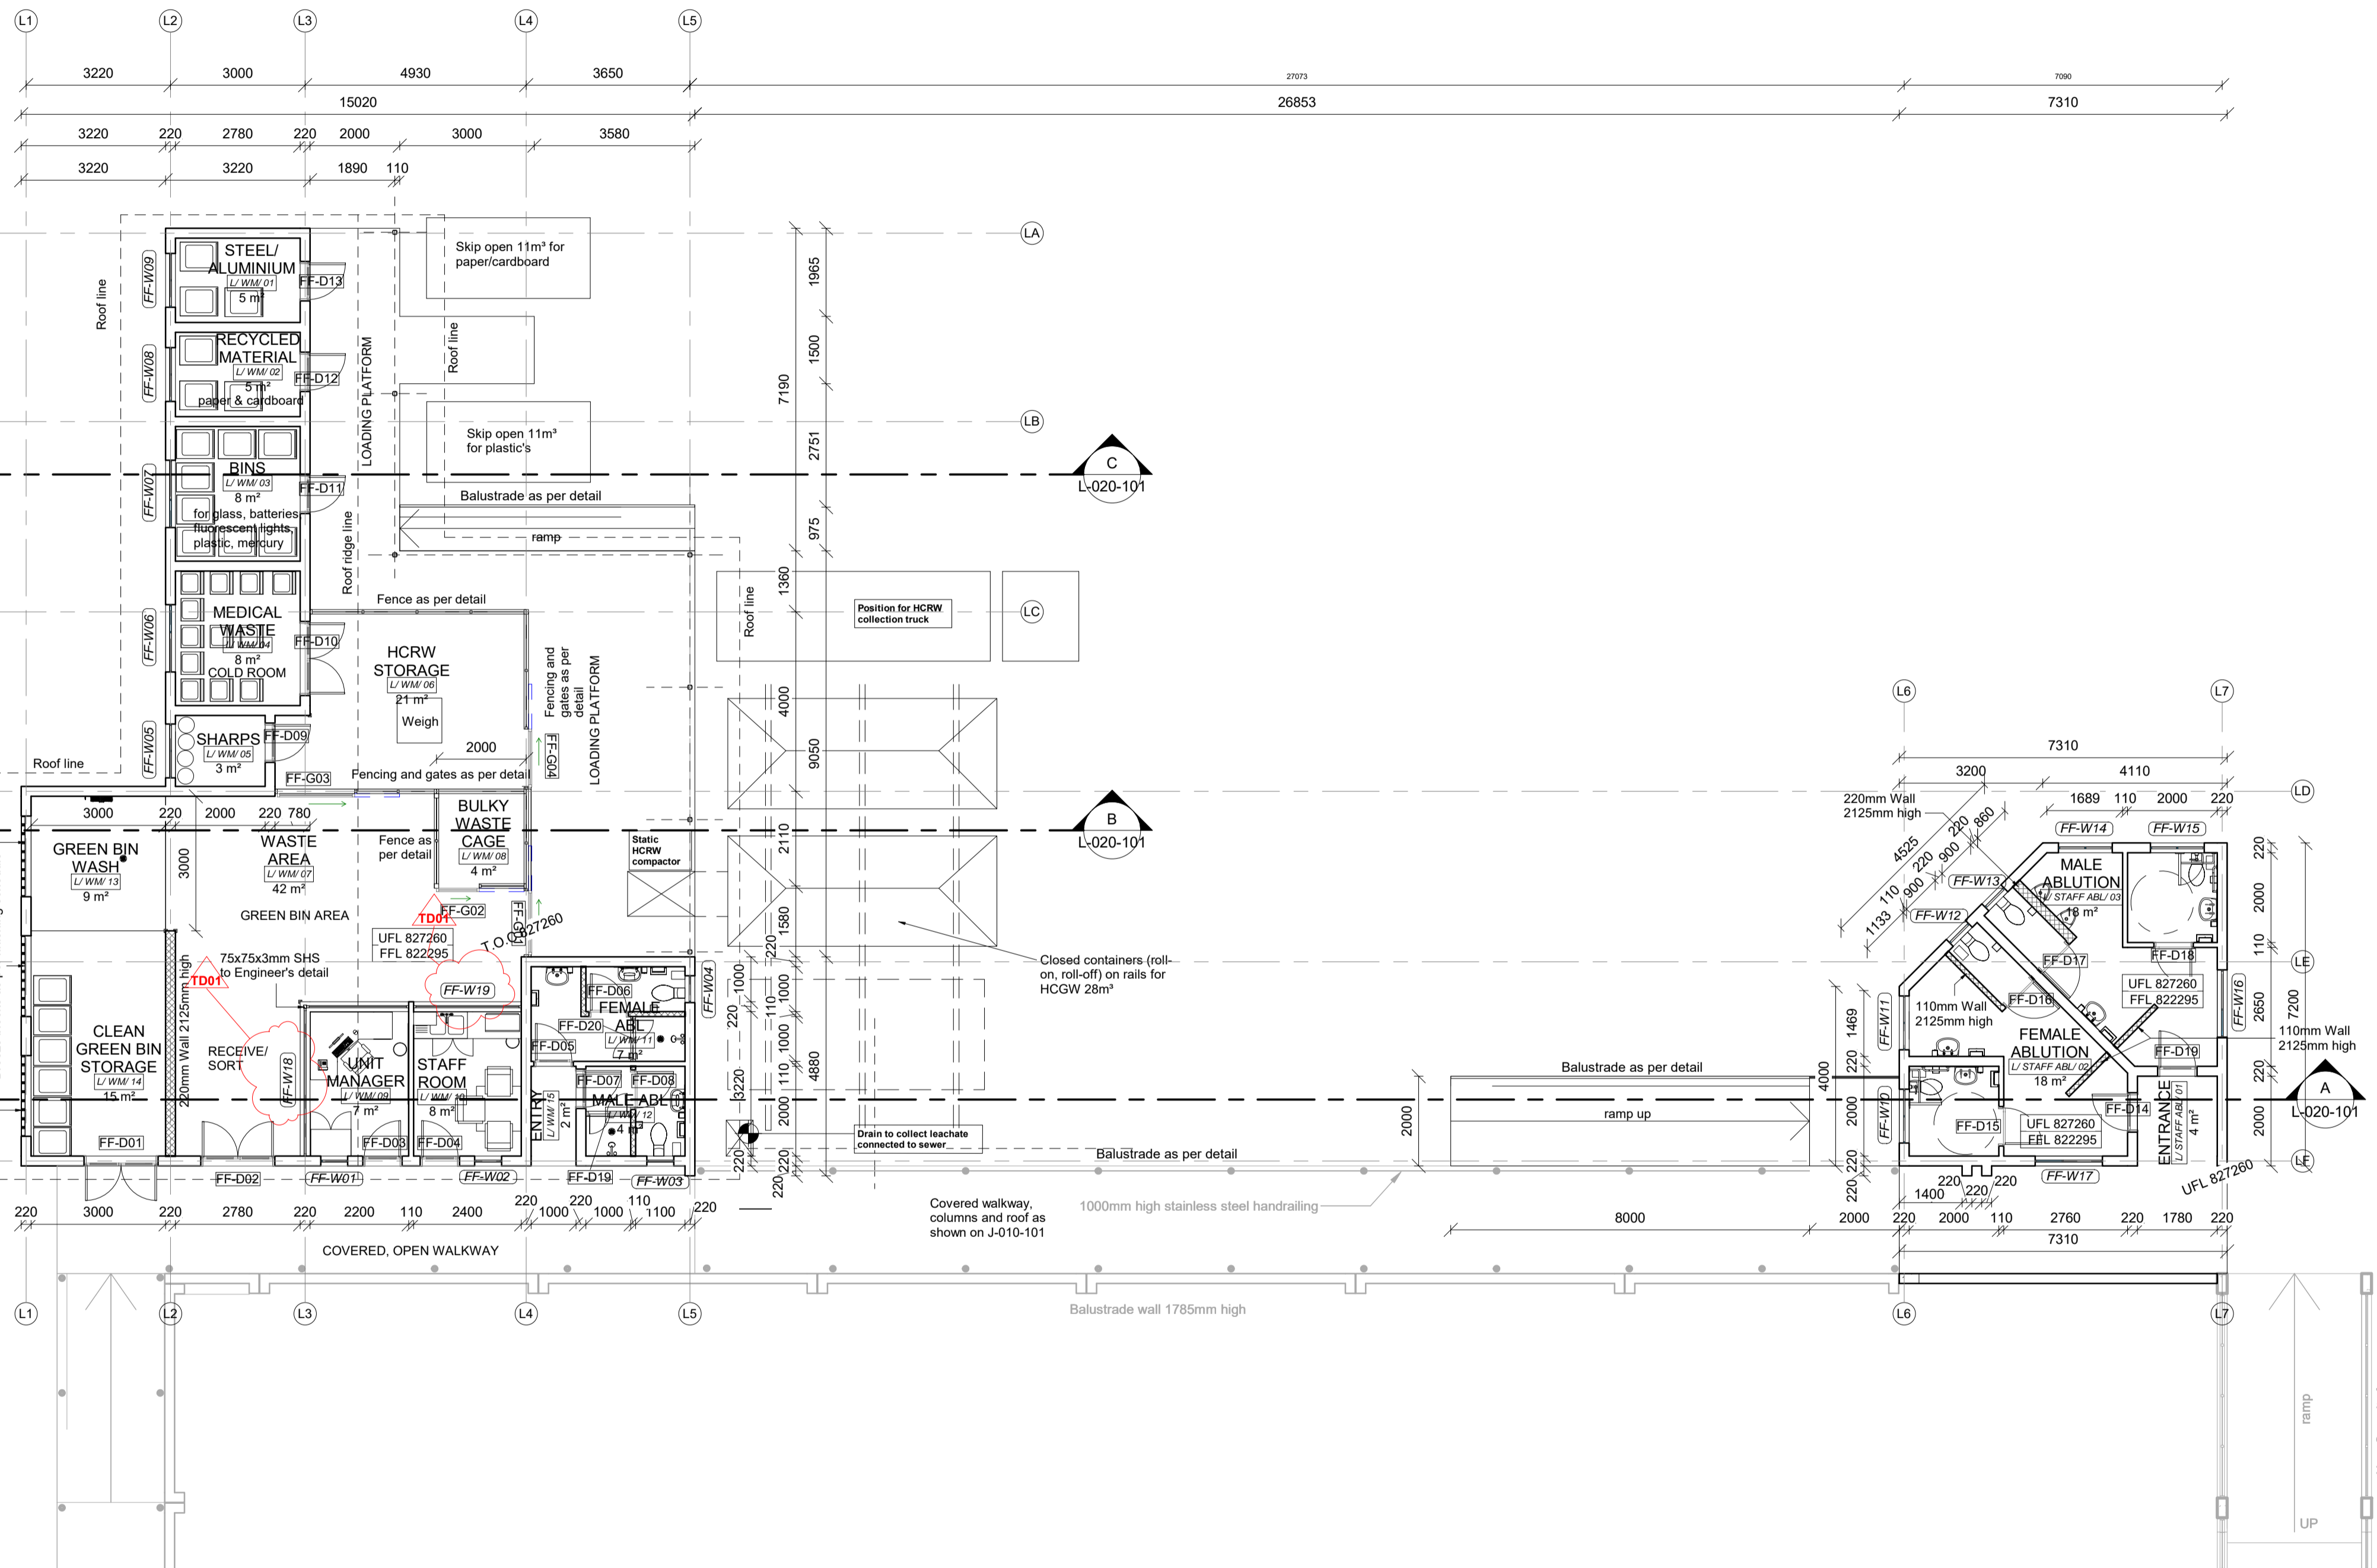 L1
L2
L3
L4
L5
3220
3000
4930
3650
27073
7090
15020
26853
7310
3220
220
2780
220
2000
3000
3580
3220
3220
1890
110
LA
Skip open 11m³ for
paper/cardboard
STEEL/
ALUMINIUM
L/ WM/ 01
5 m²
FF-W09
FF-D13
Roof line
1965
RECYCLED
MATERIAL
L/ WM/ 02
5 m²
paper & cardboard
FF-W08
FF-D12
LOADING PLATFORM
Roof line
1500
7190
LB
Skip open 11m³
for plastic's
2751
BINS
L/ WM/ 03
8 m²
for glass, batteries
fluorescent lights,
plastic, mercury
FF-W07
FF-D11
C
L-020-101
Balustrade as per detail
ramp
975
Roof ridge line
1360
Fence as per detail
MEDICAL
WASTE
L/ WM/ 04
8 m²
COLD ROOM
FF-W06
FF-D10
HCRW
STORAGE
L/ WM/ 06
21 m²
Weigh
Fencing and
gates as per
detail
LOADING PLATFORM
Roof line
Position for HCRW
collection truck
LC
4000
9050
SHARPS
L/ WM/ 05
3 m²
FF-W05
FF-D09
2000
FF-G04
Roof line
FF-G03
Fencing and gates as per detail
3000
220
2000
220
780
GREEN BIN
WASH
L/ WM/ 13
9 m²
3000
WASTE
AREA
L/ WM/ 07
42 m²
GREEN BIN AREA
Fence as
per detail
BULKY
WASTE
CAGE
L/ WM/ 08
4 m²
Static
HCRW
compactor
2110
B
L-020-101
FF-G02
TD01
FF-G01
T.O.C 827260
UFL 827260
FFL 822295
1580
220
Closed containers (roll-
on, roll-off) on rails for
HCGW 28m³
75x75x3mm SHS
to Engineer's detail
TD01
220mm Wall 2125mm high
FF-W19
FF-W04
1000
220
3220
220
1000
110
1000
110
2000
220
220
4880
CLEAN
GREEN BIN
STORAGE
L/ WM/ 14
15 m²
RECEIVE/
SORT
FF-W18
UNIT
MANAGER
L/ WM/ 09
7 m²
STAFF
ROOM
8 m²
FF-D06
FEMALE
ABL
L/ WM/ 11
7 m²
FF-D20
FF-D05
FF-D07
FF-D08
MALE ABL
L/ WM/ 12
4 m²
ENTRY
L/ WM/ 15
2 m²
FF-D01
FF-D02
FF-D03
FF-D04
FF-W01
FF-W02
FF-D19
FF-W03
Drain to collect leachate
connected to sewer
Balustrade as per detail
220
3000
220
2780
220
2200
110
2400
220
1000
220
1000
110
1100
220
COVERED, OPEN WALKWAY
Covered walkway,
columns and roof as
shown on J-010-101
1000mm high stainless steel handrailing
Balustrade wall 1785mm high
Balustrade as per detail
ramp up
2000
8000
2000
L6
L7
7310
3200
4110
LD
220mm Wall
2125mm high
1689
110
2000
220
FF-W14
FF-W15
4525
860
220
900
220
900
110
1133
FF-W13
FF-W12
MALE
ABLUTION
L/ STAFF ABL/ 03
18 m²
220
2000
110
2650
220
2000
7200
LE
FF-D17
FF-D18
UFL 827260
FFL 822295
FF-W16
FF-D16
110mm Wall
2125mm high
FF-W11
1469
220
2000
220
220
4000
FEMALE
ABLUTION
L/ STAFF ABL/ 02
18 m²
FF-D19
110mm Wall
2125mm high
A
L-020-101
FF-W10
FF-D15
UFL 827260
FFL 822295
FF-D14
ENTRANCE
L/ STAFF ABL/ 01
4 m²
LF
FF-W17
UFL 827260
1400
220
220
220
220
2000
110
2760
220
1780
220
7310
L1
L2
L3
L4
L5
L6
L7
ramp
UP